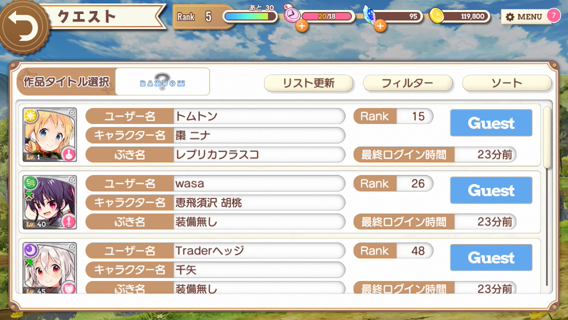 クエスト
Rank 5
あと 30
20/18
95
119,800
MENU
?
作品タイトル選択
RANDOM
?
リスト更新
フィルター
ソート
ユーザー名 トムトン
Rank 15
キャラクター名 棗 ニナ
Guest
ぶき名 レプリカフラスコ
最終ログイン時間 23分前
Lv. 1
ユーザー名 wasa
Rank 26
キャラクター名 恵飛須沢 胡桃
Guest
ぶき名 装備無し
最終ログイン時間 23分前
Lv. 40
ユーザー名 Traderヘッジ
Rank 48
キャラクター名 千矢
Guest
ぶき名 装備無し
最終ログイン時間 23分前
Lv. 45